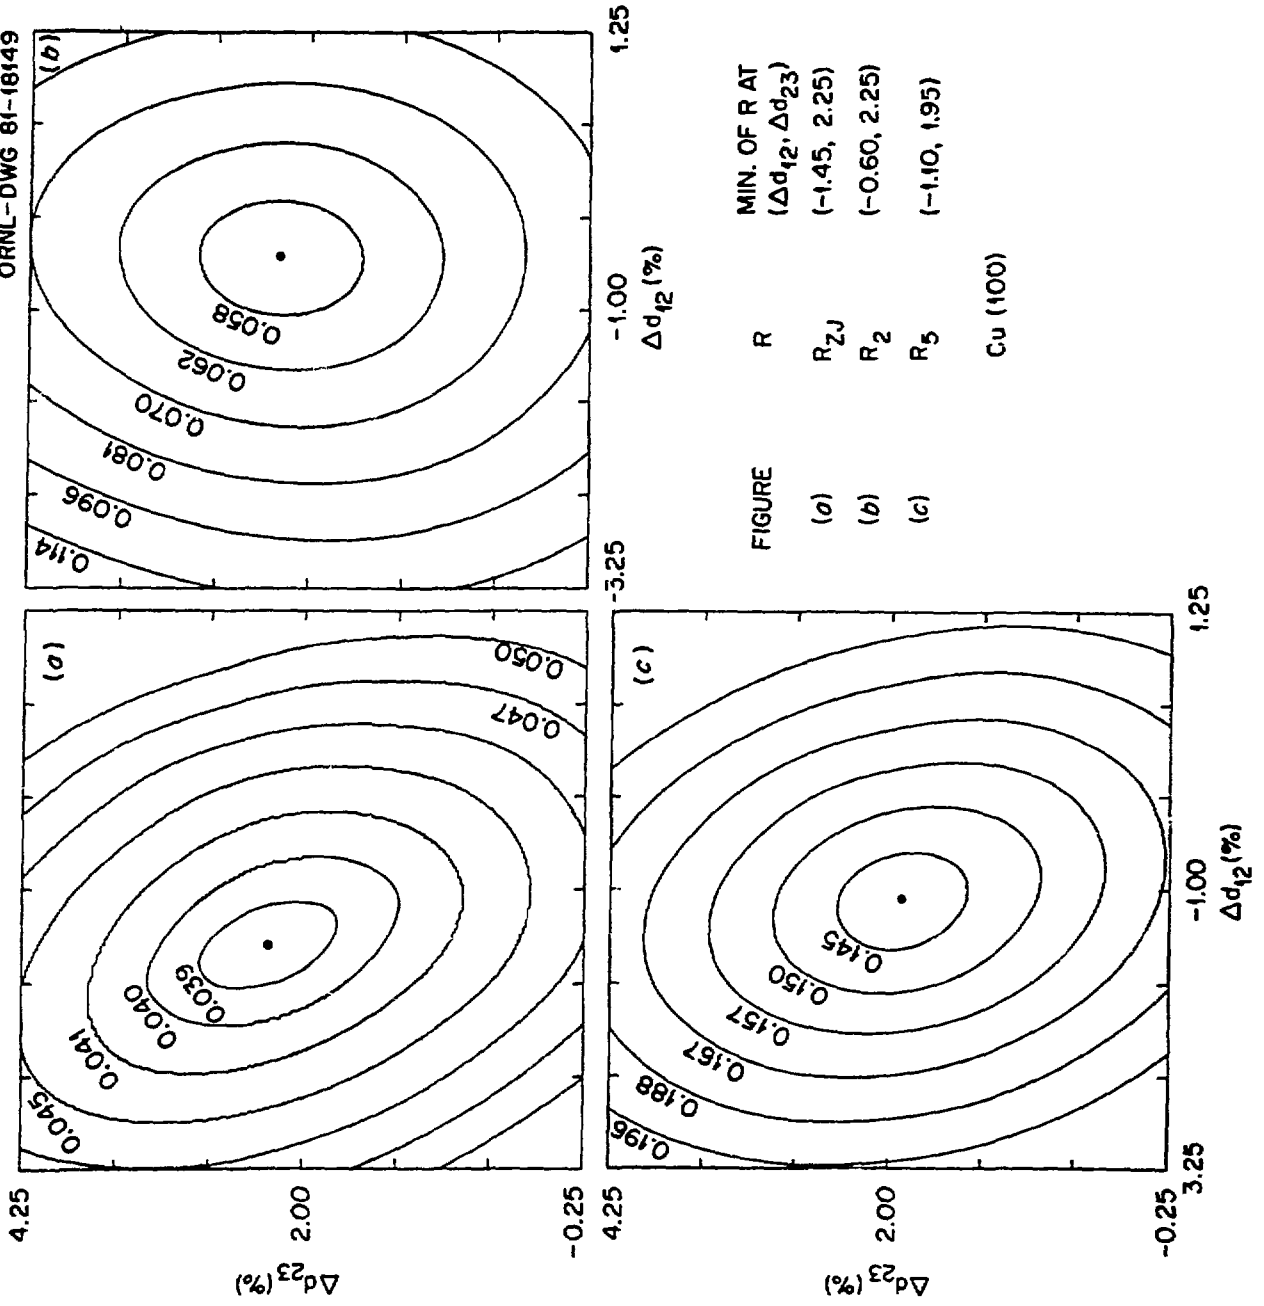 ORNL-DWG 81-18149
(a)
0.039
0.040
0.041
0.045
0.047
0.050
4.25
2.00
-0.25
Δd23 (%)
(b)
0.058
0.062
0.070
0.081
0.096
0.114
-3.25
-1.00
1.25
Δd12 (%)
(c)
0.145
0.150
0.157
0.167
0.188
0.196
4.25
2.00
-0.25
Δd23 (%)
3.25
-1.00
1.25
Δd12 (%)
FIGURE R MIN. OF R AT
(Δd12, Δd23)
(a) RZJ (-1.45, 2.25)
(b) R2 (-0.60, 2.25)
(c) R5 (-1.10, 1.95)
Cu (100)